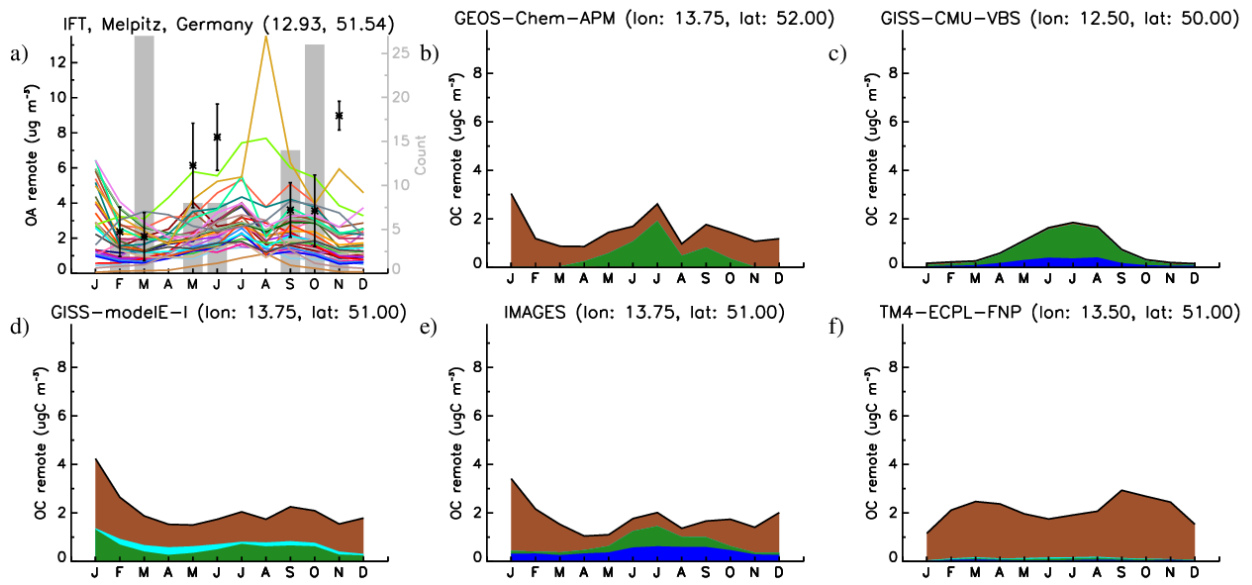 a)
IFT, Melpitz, Germany (12.93, 51.54)
OA remote (ug m⁻³)
12
10
8
6
4
2
0
25
20
15
10
5
0
Count
J F M A M J J A S O N D
b)
GEOS-Chem-APM (lon: 13.75, lat: 52.00)
OC remote (ugC m⁻³)
8
6
4
2
0
J F M A M J J A S O N D
c)
GISS-CMU-VBS (lon: 12.50, lat: 50.00)
OC remote (ugC m⁻³)
8
6
4
2
0
J F M A M J J A S O N D
d)
GISS-modelE-I (lon: 13.75, lat: 51.00)
OC remote (ugC m⁻³)
8
6
4
2
0
J F M A M J J A S O N D
e)
IMAGES (lon: 13.75, lat: 51.00)
OC remote (ugC m⁻³)
8
6
4
2
0
J F M A M J J A S O N D
f)
TM4-ECPL-FNP (lon: 13.50, lat: 51.00)
OC remote (ugC m⁻³)
8
6
4
2
0
J F M A M J J A S O N D